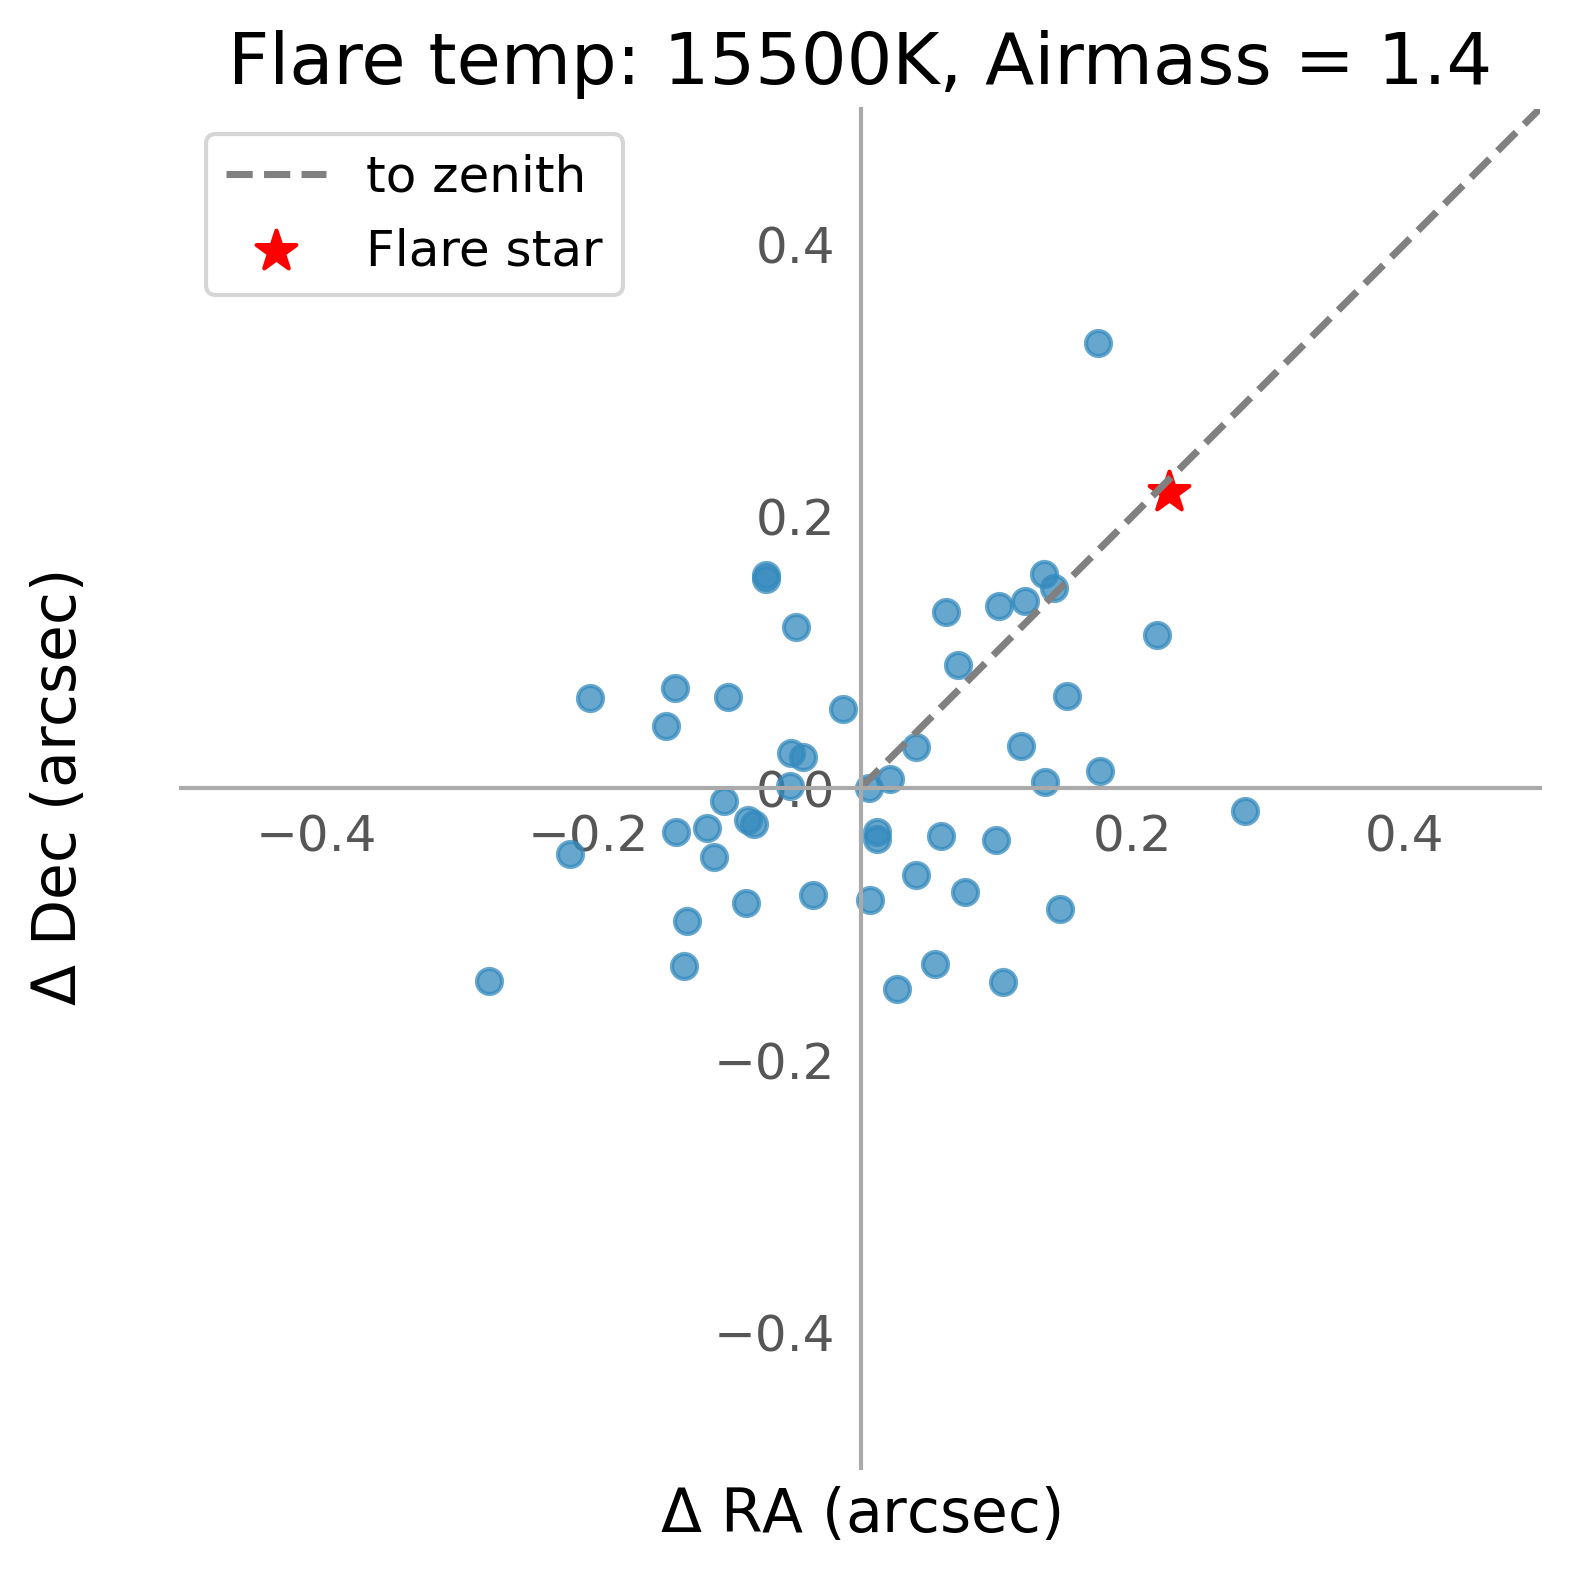 Flare temp: 15500K, Airmass = 1.4
to zenith
Flare star
0.4
0.2
0.0
−0.4
−0.2
0.2
0.4
−0.2
−0.4
Δ Dec (arcsec)
Δ RA (arcsec)